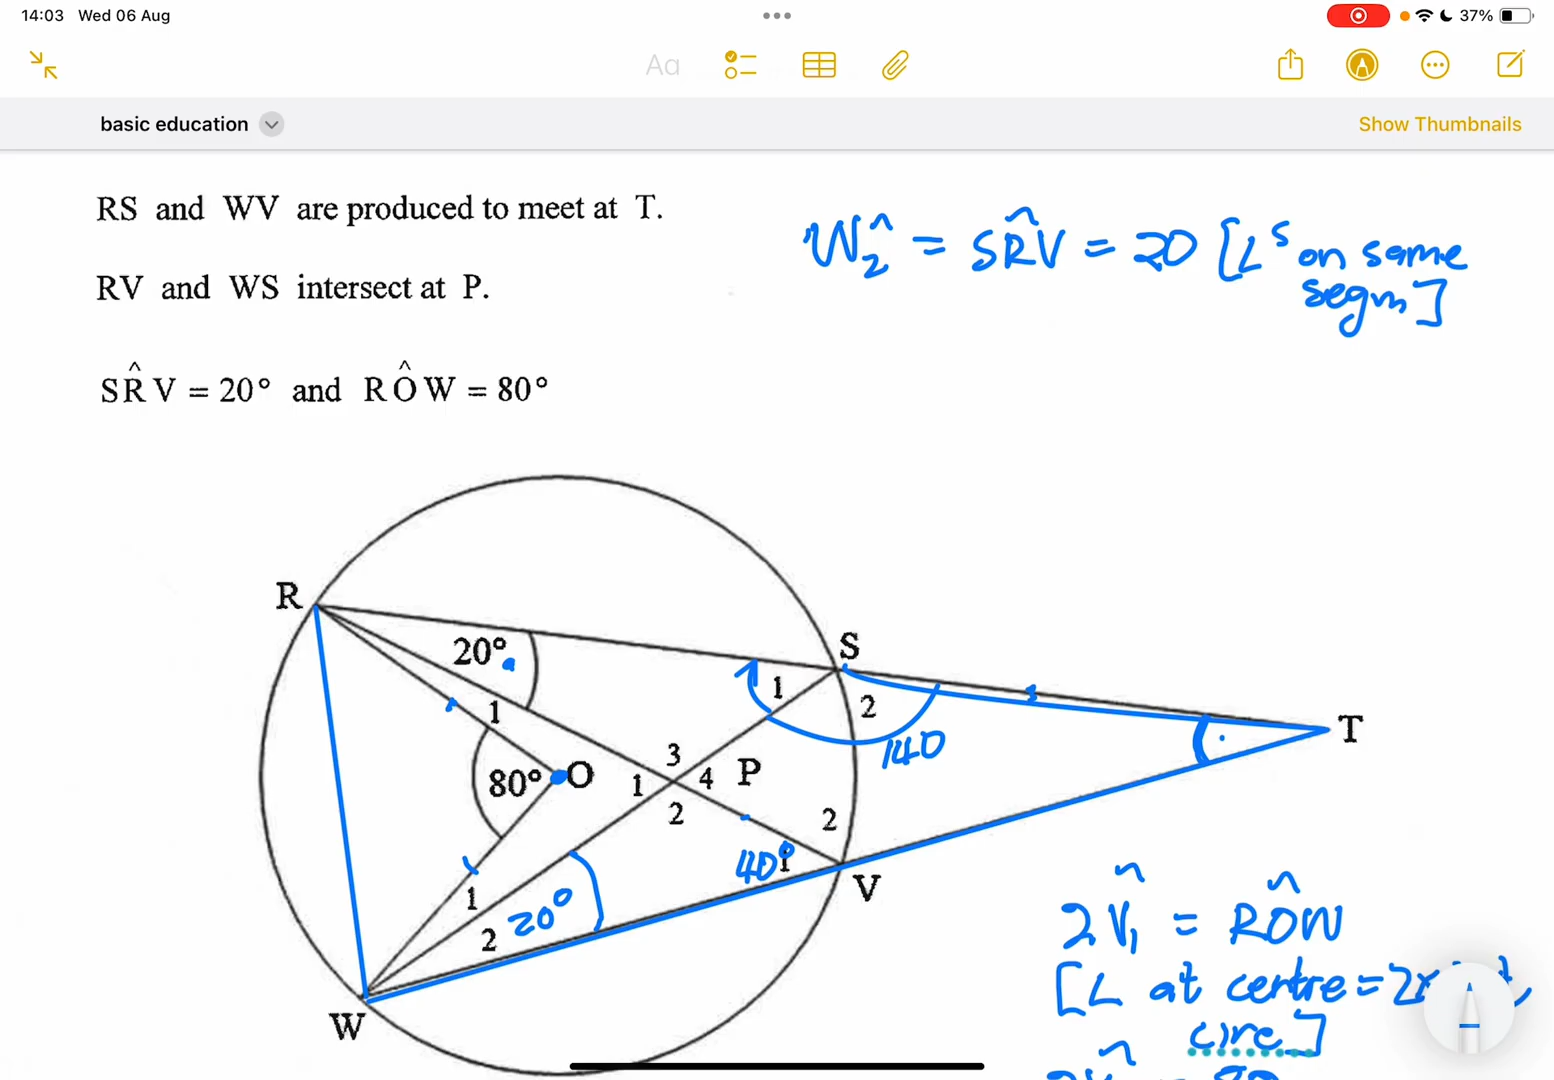 14:03 Wed 06 Aug
37%
Aa
basic education
Show Thumbnails
RS and WV are produced to meet at T.
Ŵ₂ = SR̂V = 20 [∠ˢ on same
segm]
RV and WS intersect at P.
SR̂V = 20° and RÔW = 80°
R
20°
S
1
2
T
1
140
3
80° O
1
4 P
2
2
40°
1
V
1
20°
2
2V̂₁ = RÔW
[∠ at centre = 2x
circ]
W